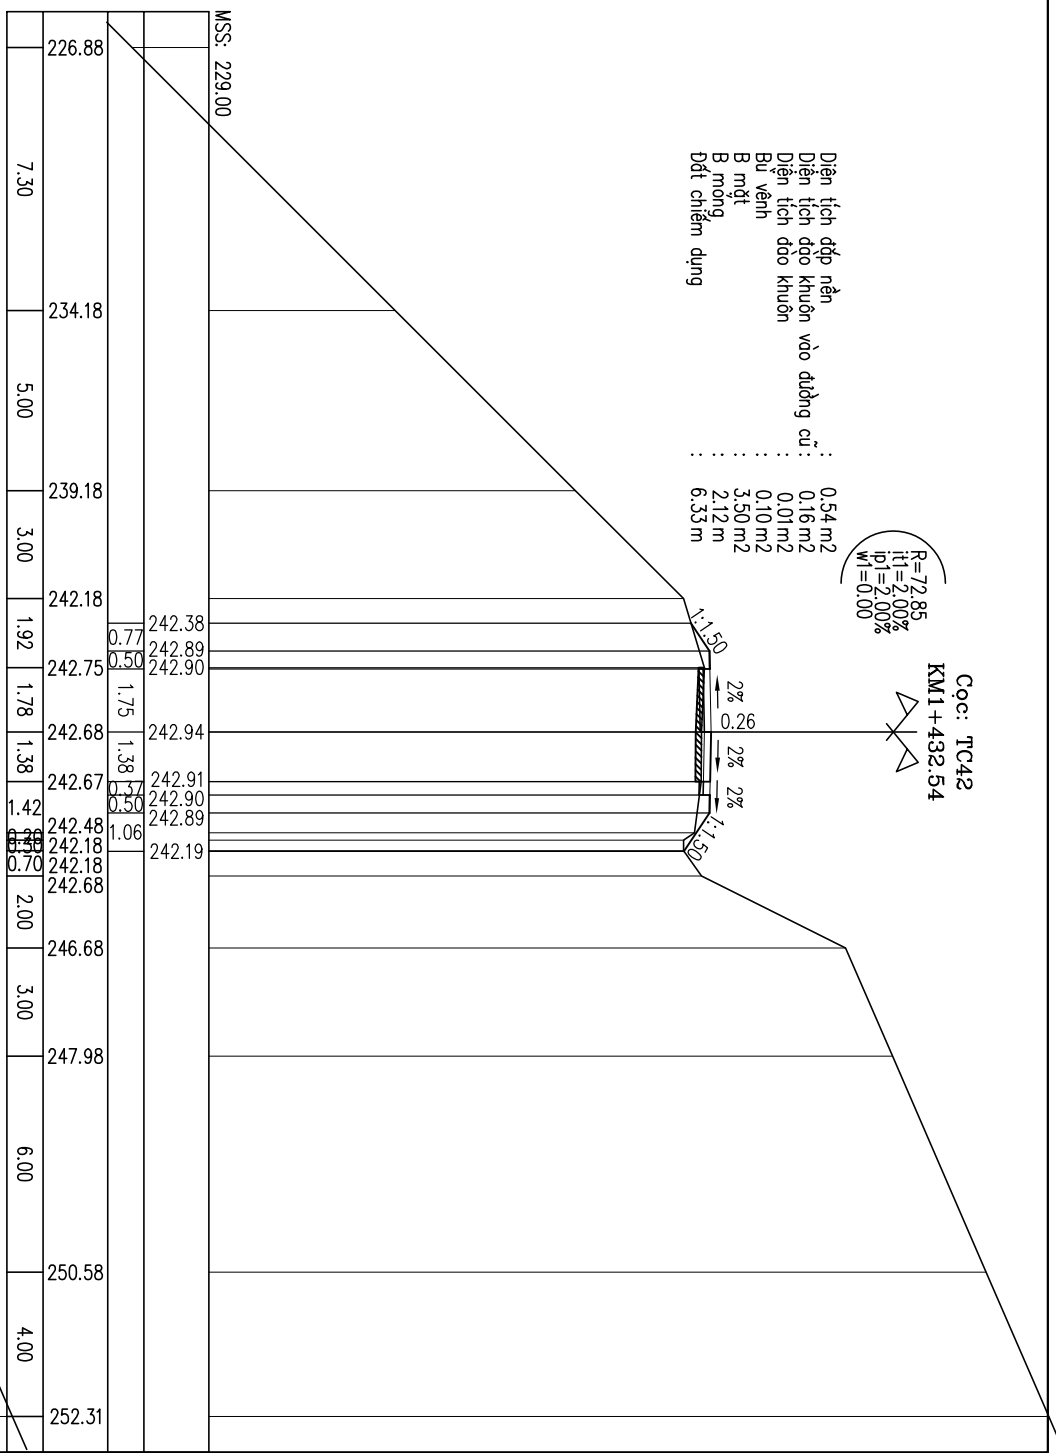 Cọc: TC42
KM1+432.54
R=72.85
it1=2.00%
ip1=2.00%
w1=0.00
Diện tích đắp nền : 0.54 m2
Diện tích đào khuôn vào đường cũ : 0.16 m2
Diện tích đào khuôn : 0.01 m2
Bù vênh : 0.10 m2
B mặt : 3.50 m2
B móng : 2.12 m
Đất chiếm dụng : 6.33 m
1:1.50
2%
0.26
2%
2%
1:1.50
MSS: 229.00
242.38 242.89 242.90 242.94 242.91 242.90 242.89 242.19
0.77 0.50 1.75 1.38 0.37 0.50 1.06
226.88 234.18 239.18 242.18 242.75 242.68 242.67 242.48 242.18 242.18 242.68 246.68 247.98 250.58 252.31
7.30 5.00 3.00 1.92 1.78 1.38 1.42 0.70 2.00 3.00 6.00 4.00